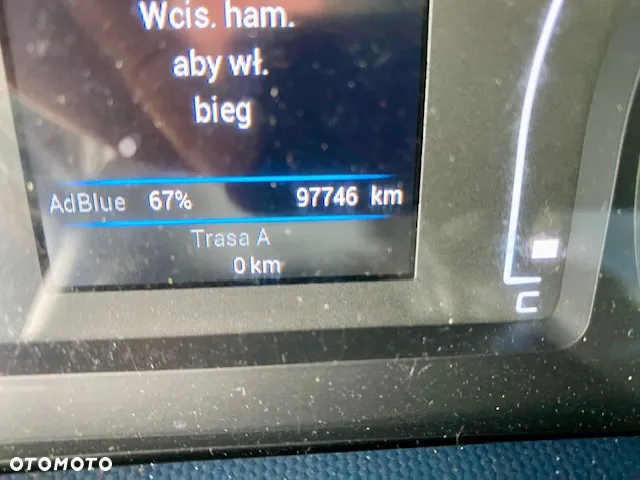 Wcis. ham.
aby wł.
bieg
AdBlue 67% 97746 km
Trasa A
0 km
C
OTOMOTO